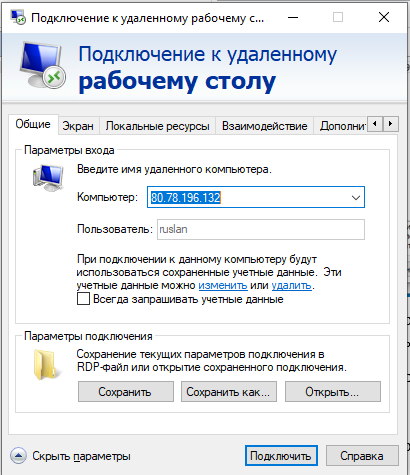 Подключение к удаленному рабочему с...
Подключение к удаленному
рабочему столу
Общие Экран Локальные ресурсы Взаимодействие Дополнит
Параметры входа
Введите имя удаленного компьютера.
Компьютер: 80.78.196.132
Пользователь: ruslan
При подключении к данному компьютеру будут
использоваться сохраненные учетные данные. Эти
учетные данные можно изменить или удалить.
Всегда запрашивать учетные данные
Параметры подключения
Сохранение текущих параметров подключения в
RDP-файл или открытие сохраненного подключения.
Сохранить Сохранить как... Открыть...
Скрыть параметры Подключить Справка